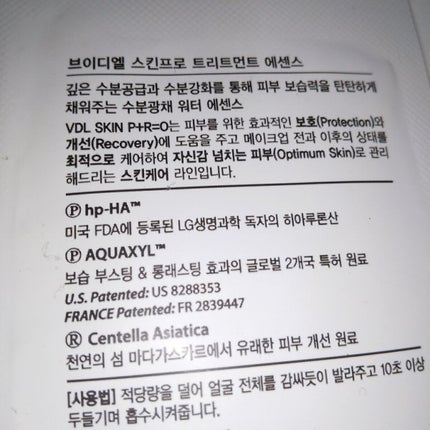 브이디엘 스킨프로 트리트먼트 에센스
깊은 수분공급과 수분강화를 통해 피부 보습력을 탄탄하게
채워주는 수분광채 워터 에센스
VDL SKIN P+R=O는 피부를 위한 효과적인 보호(Protection)와
개선(Recovery)에 도움을 주고 메이크업 전과 이후의 상태를
최적으로 케어하여 자신감 넘치는 피부(Optimum Skin)로 관리
해드리는 스킨케어 라인입니다.
Ⓟ hp-HA™
미국 FDA에 등록된 LG생명과학 독자의 히아루론산
Ⓟ AQUAXYL™
보습 부스팅 & 롱래스팅 효과의 글로벌 2개국 특허 원료
U.S. Patented: US 8288353
FRANCE Patented: FR 2839447
Ⓡ Centella Asiatica
천연의 섬 마다가스카르에서 유래한 피부 개선 원료
[사용법] 적당량을 덜어 얼굴 전체를 감싸듯이 발라주고 10초 이상
두들기며 흡수시켜줍니다.